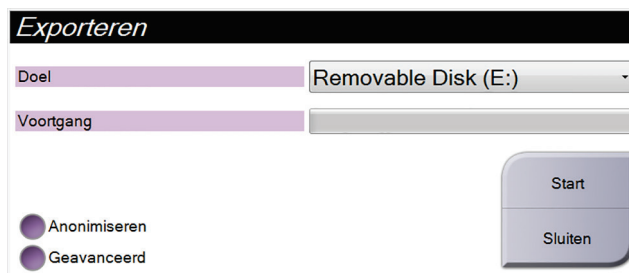 Exporteren
Doel
Removable Disk (E:)
Voortgang
Start
Anonimiseren
Sluiten
Geavanceerd